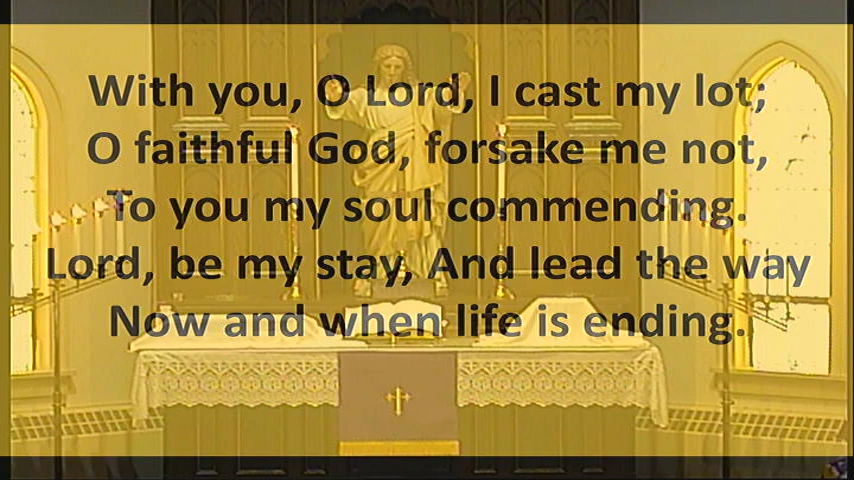 With you, O Lord, I cast my lot;
O faithful God, forsake me not,
To you my soul commending.
Lord, be my stay, And lead the way
Now and when life is ending.